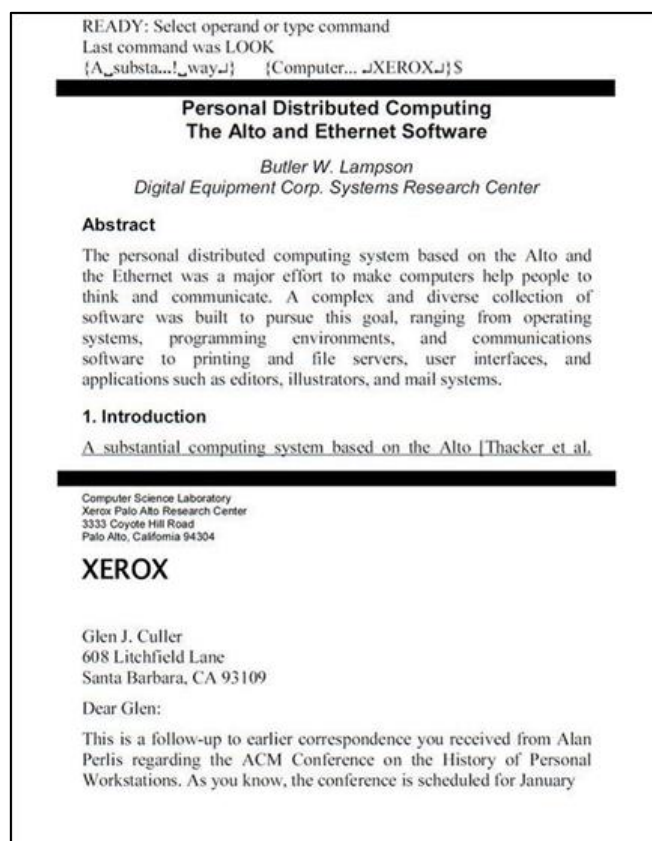 READY: Select operand or type command
Last command was LOOK
{A⎵substa...!⎵way↵}    {Computer... ↵XEROX↵}$
Personal Distributed Computing
The Alto and Ethernet Software
Butler W. Lampson
Digital Equipment Corp. Systems Research Center
Abstract
The personal distributed computing system based on the Alto and
the Ethernet was a major effort to make computers help people to
think and communicate. A complex and diverse collection of
software was built to pursue this goal, ranging from operating
systems, programming environments, and communications
software to printing and file servers, user interfaces, and
applications such as editors, illustrators, and mail systems.
1. Introduction
A substantial computing system based on the Alto [Thacker et al.
Computer Science Laboratory
Xerox Palo Alto Research Center
3333 Coyote Hill Road
Palo Alto, California 94304
XEROX
Glen J. Culler
608 Litchfield Lane
Santa Barbara, CA 93109
Dear Glen:
This is a follow-up to earlier correspondence you received from Alan
Perlis regarding the ACM Conference on the History of Personal
Workstations. As you know, the conference is scheduled for January